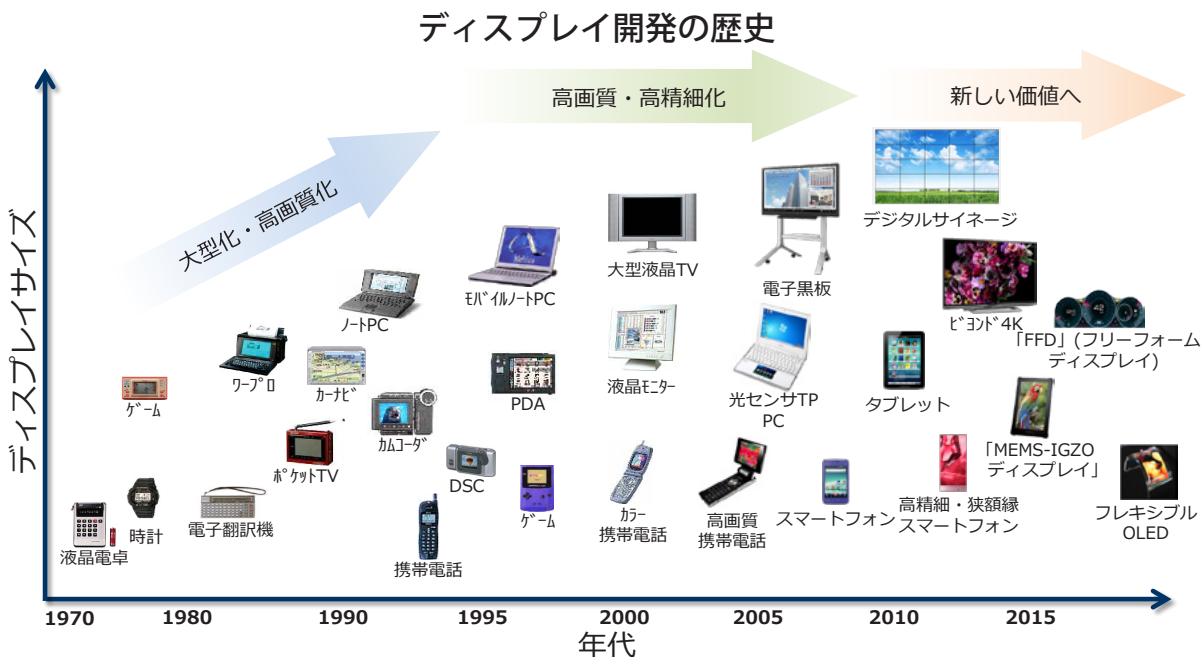 ディスプレイ開発の歴史
高画質・高精細化
新しい価値へ
大型化・高画質化
ディスプレイサイズ
デジタルサイネージ
大型液晶TV
電子黒板
ﾓﾊﾞｲﾙノートPC
ノートPC
ﾋﾞﾖﾝﾄﾞ4K
「FFD」(フリーフォーム
ディスプレイ)
ﾜｰﾌﾟﾛ
ｶｰﾅﾋﾞ
PDA
液晶ﾓﾆﾀｰ
光センサTP
PC
タブレット
ｹﾞｰﾑ
ｶﾑｺｰﾀﾞ
ﾎﾟｹｯﾄTV
DSC
「MEMS-IGZO
ディスプレイ」
液晶電卓
時計
電子翻訳機
携帯電話
ｹﾞｰﾑ
ｶﾗｰ
携帯電話
高画質
携帯電話
スマートフォン
高精細・狭額縁
スマートフォン
フレキシブル
OLED
1970
1980
1990
1995
2000
2005
2010
2015
年代